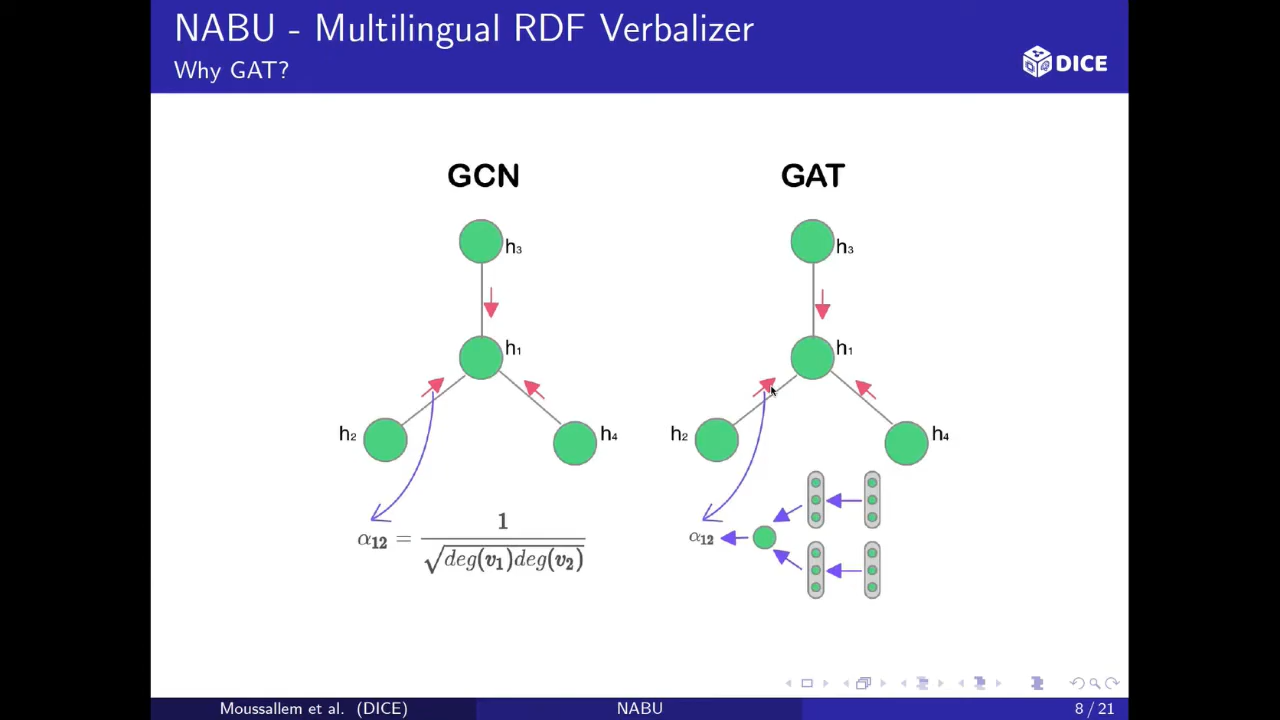 NABU - Multilingual RDF Verbalizer
Why GAT?
DICE
GCN
GAT
h₃
h₃
h₁
h₁
h₂
h₄
h₂
h₄
α₁₂ = 1 / √deg(v₁)deg(v₂)
α₁₂
Moussallem et al. (DICE)
NABU
8 / 21